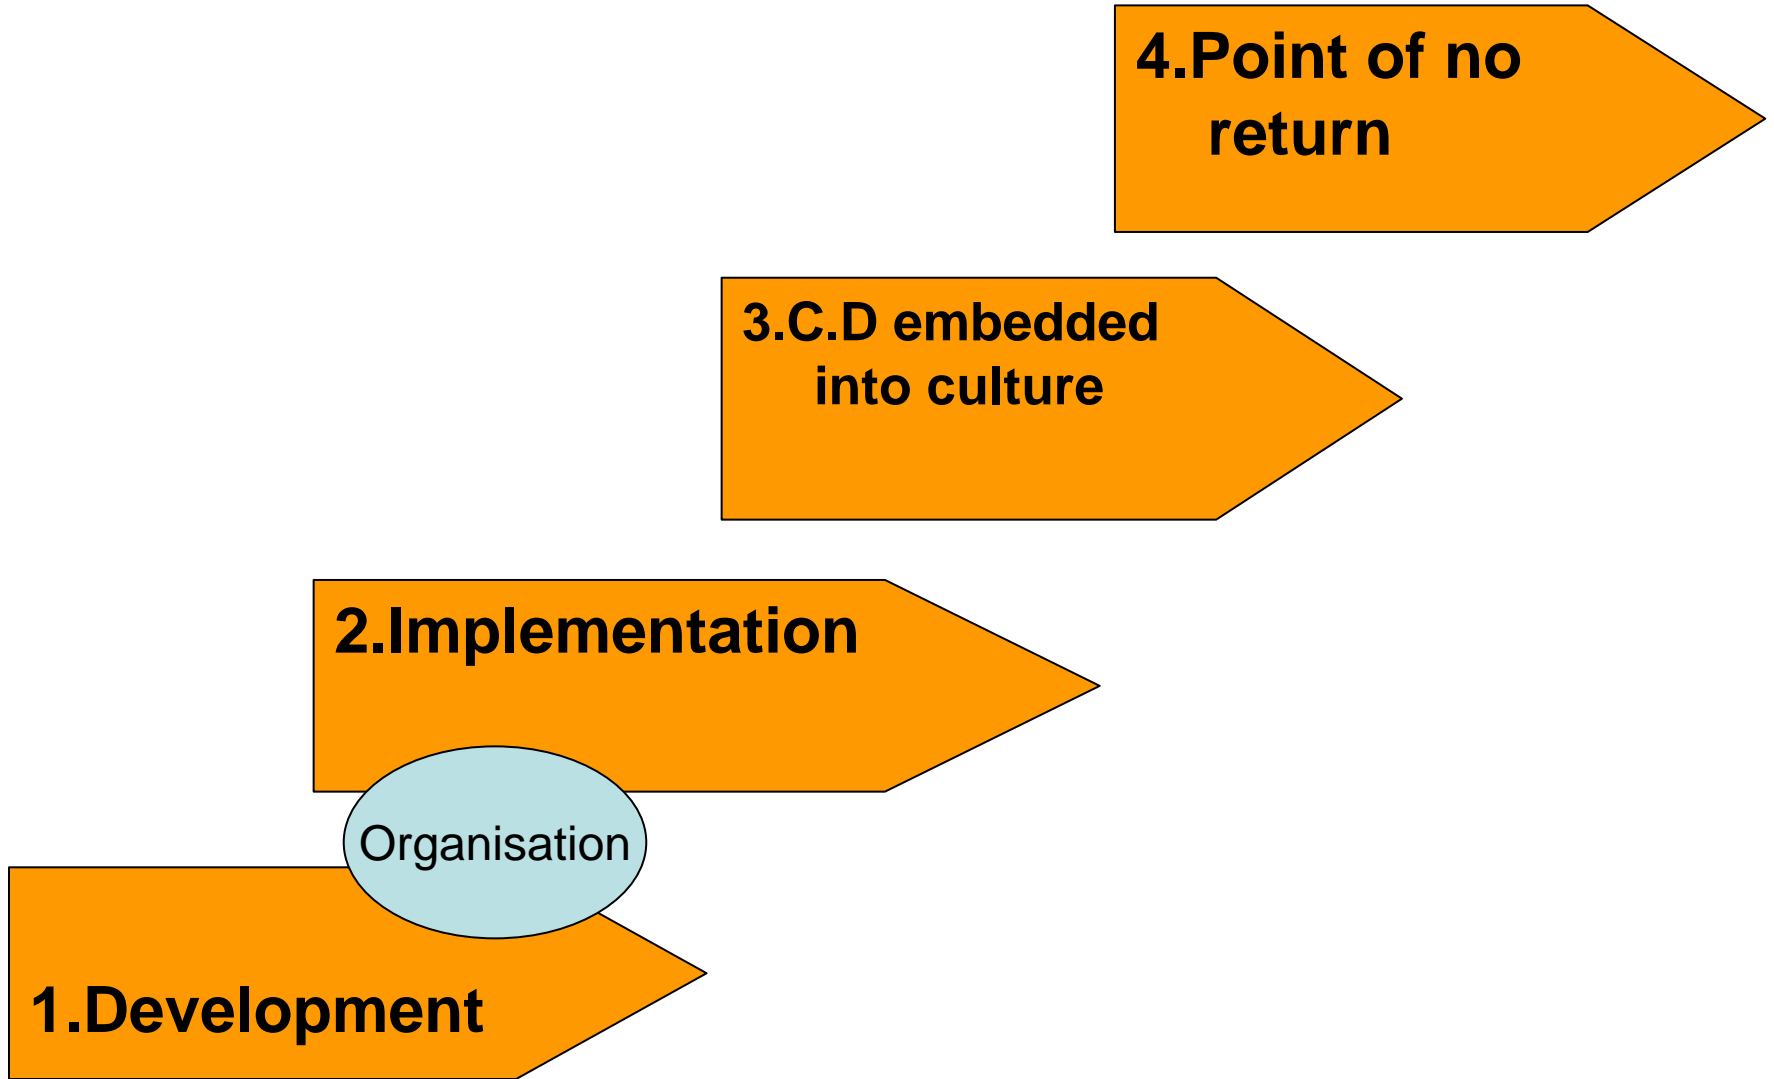 4.Point of no
return
3.C.D embedded
into culture
2.Implementation
Organisation
1.Development